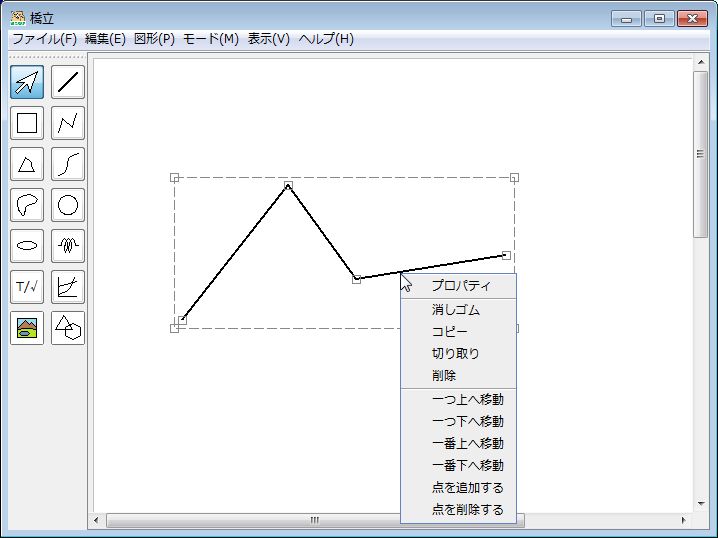 橋立
ファイル(F) 編集(E) 図形(P) モード(M) 表示(V) ヘルプ(H)
T/√
プロパティ
消しゴム
コピー
切り取り
削除
一つ上へ移動
一つ下へ移動
一番上へ移動
一番下へ移動
点を追加する
点を削除する